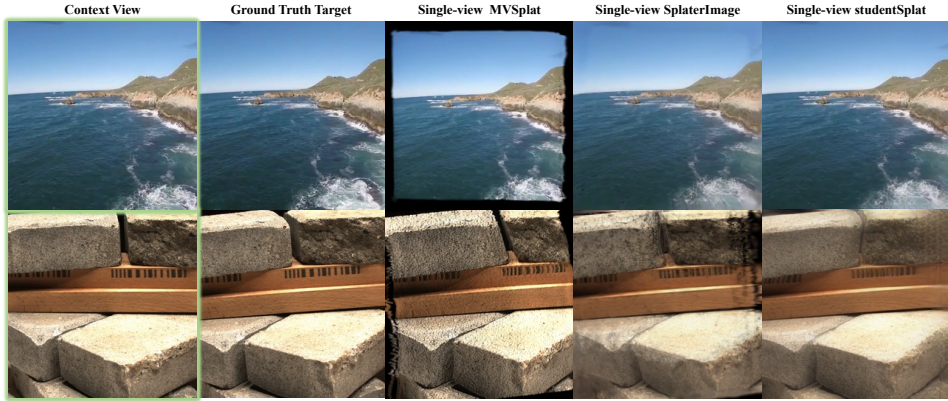 Context View
Ground Truth Target
Single-view MVSplat
Single-view SplaterImage
Single-view studentSplat